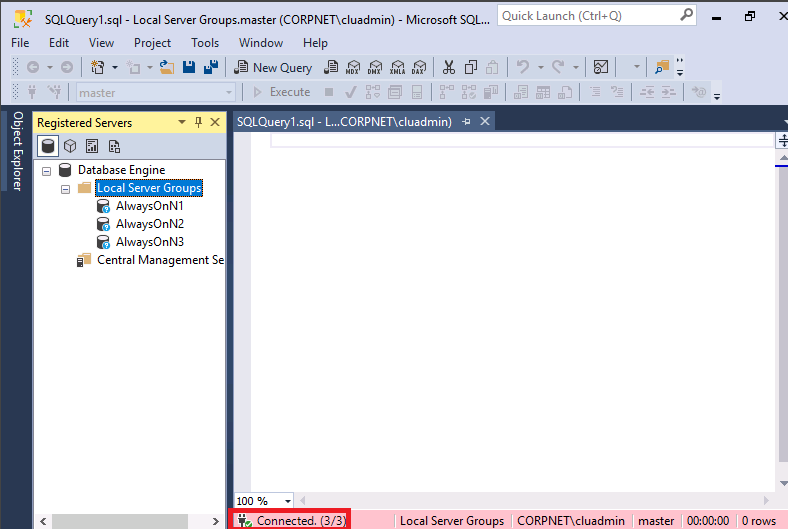 SQLQuery1.sql - Local Server Groups.master (CORPNET\cluadmin) - Microsoft SQL...
Quick Launch (Ctrl+Q)
File Edit View Project Tools Window Help
New Query MDX DMX XMLA DAX
master Execute
Object Explorer
Registered Servers
SQLQuery1.sql - L...CORPNET\cluadmin)
Database Engine
Local Server Groups
AlwaysOnN1
AlwaysOnN2
AlwaysOnN3
Central Management Se
100 %
Connected. (3/3) Local Server Groups CORPNET\cluadmin master 00:00:00 0 rows